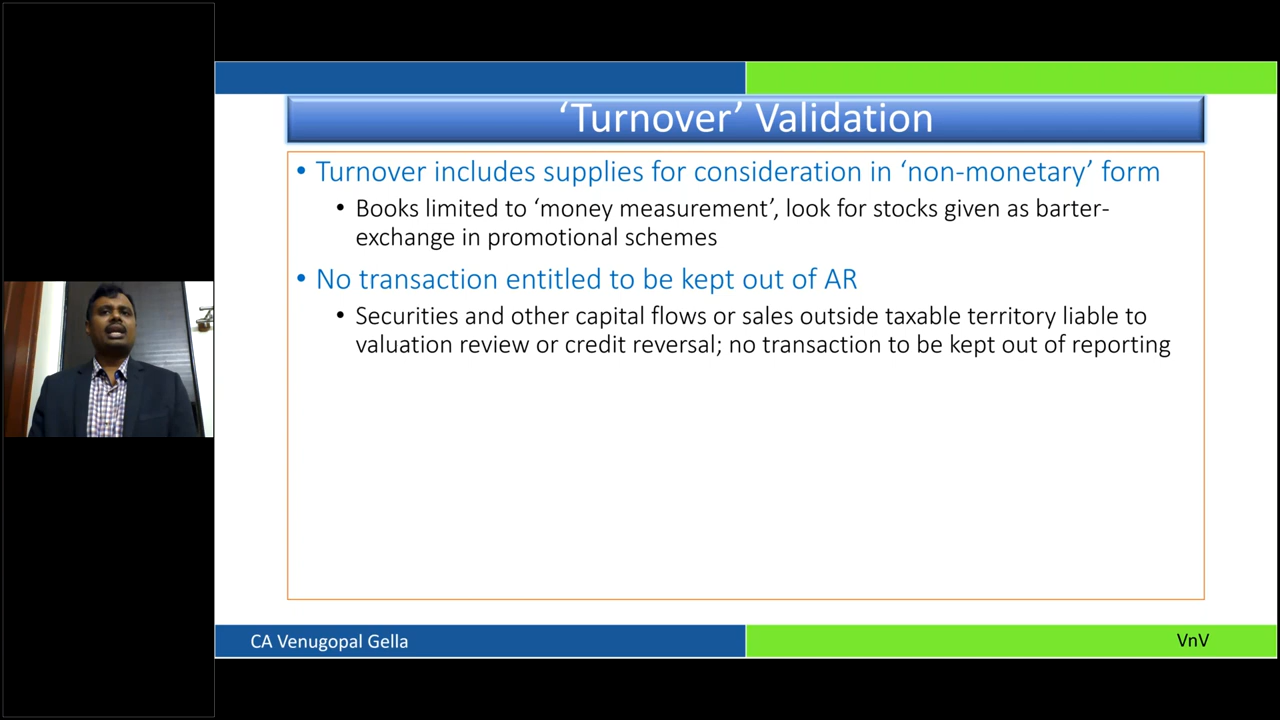 ‘Turnover’ Validation
• Turnover includes supplies for consideration in ‘non-monetary’ form
• Books limited to ‘money measurement’, look for stocks given as barter-
exchange in promotional schemes
• No transaction entitled to be kept out of AR
• Securities and other capital flows or sales outside taxable territory liable to
valuation review or credit reversal; no transaction to be kept out of reporting
CA Venugopal Gella
VnV